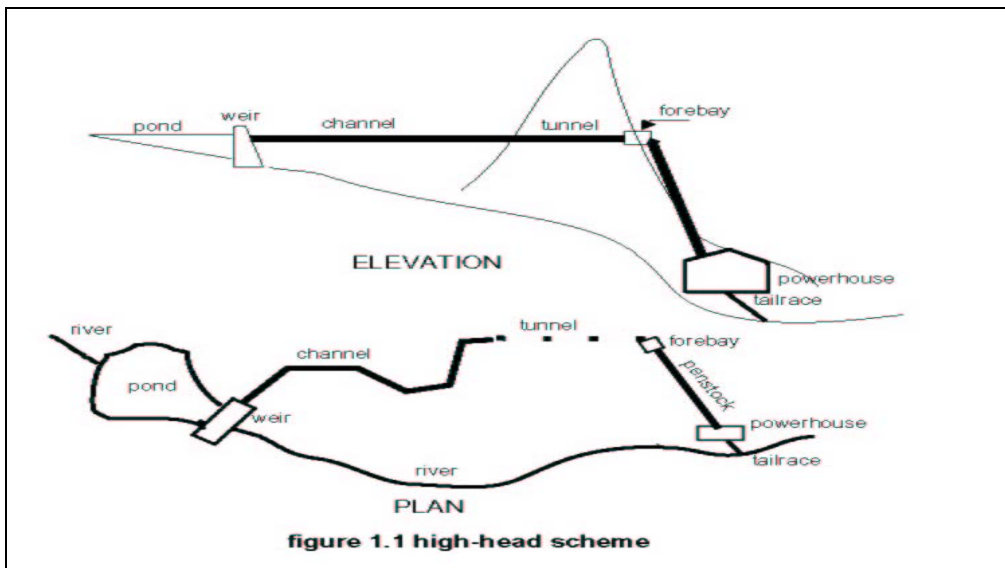 weir
forebay
pond
channel
tunnel
ELEVATION
powerhouse
tailrace
river
tunnel
channel
forebay
pond
penstock
weir
powerhouse
river
tailrace
PLAN
figure 1.1 high-head scheme